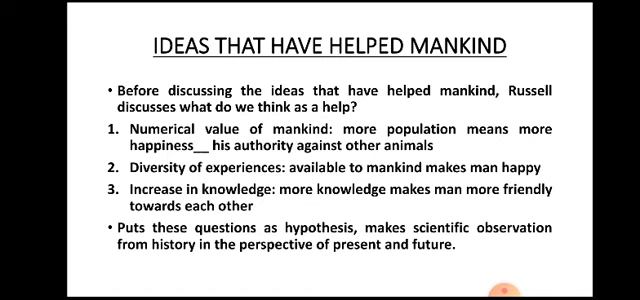 IDEAS THAT HAVE HELPED MANKIND
• Before discussing the ideas that have helped mankind, Russell
discusses what do we think as a help?
1. Numerical value of mankind: more population means more
happiness__ his authority against other animals
2. Diversity of experiences: available to mankind makes man happy
3. Increase in knowledge: more knowledge makes man more friendly
towards each other
• Puts these questions as hypothesis, makes scientific observation
from history in the perspective of present and future.